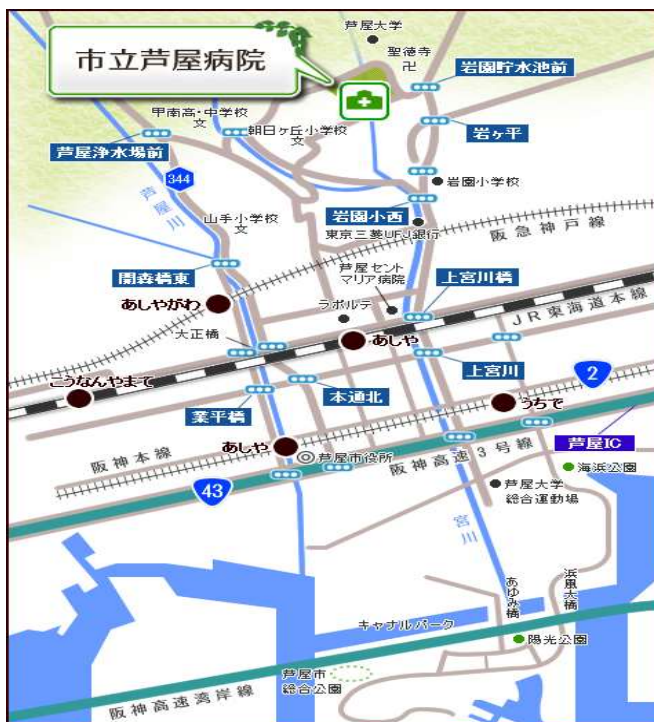 芦屋大学
聖徳寺
卍
市立芦屋病院
岩園貯水池前
甲南高・中学校
文
朝日ヶ丘小学校
文
岩ヶ平
芦屋浄水場前
344
芦屋川
岩園小学校
山手小学校
文
岩園小西
東京三菱UFJ銀行
阪急神戸線
開森橋東
芦屋セント
マリア病院
上宮川橋
あしやがわ
ラポルテ
JR東海道本線
大正橋
あしや
上宮川
2
こうなんやまて
業平橋
本通北
うちで
あしや
芦屋市役所
芦屋IC
阪神本線
阪神高速3号線
海浜公園
43
芦屋大学
総合運動場
宮川
あゆみ橋
浜風大橋
キャナルパーク
陽光公園
芦屋市
総合公園
阪神高速湾岸線